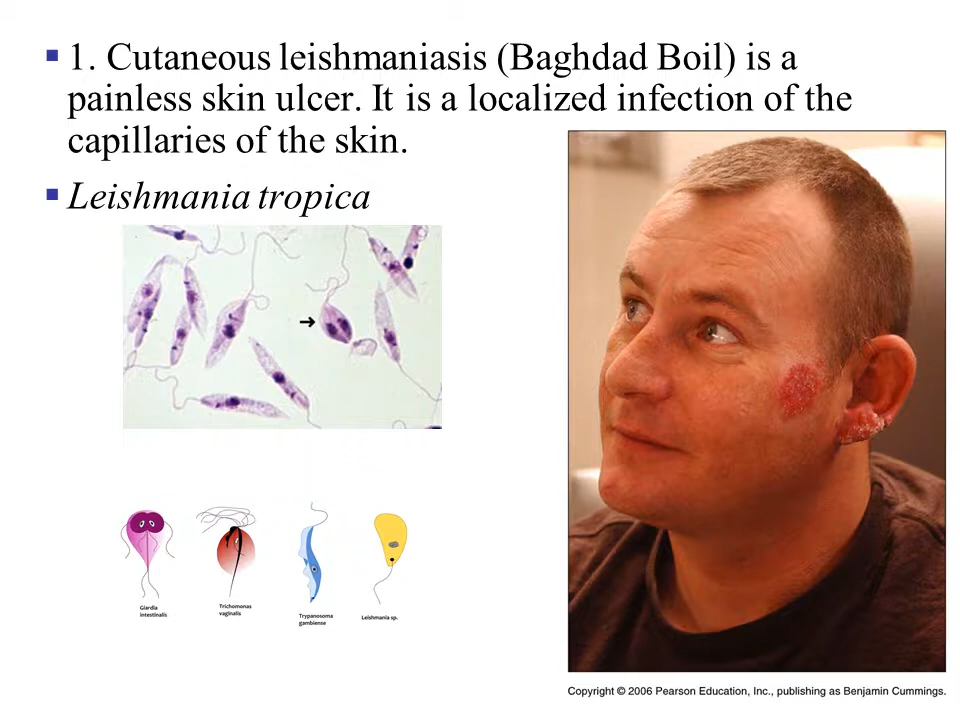 1. Cutaneous leishmaniasis (Baghdad Boil) is a
painless skin ulcer. It is a localized infection of the
capillaries of the skin.
Leishmania tropica
Giardia
intestinalis
Trichomonas
vaginalis
Trypanosoma
gambiense
Leishmania sp.
Copyright © 2006 Pearson Education, Inc., publishing as Benjamin Cummings.